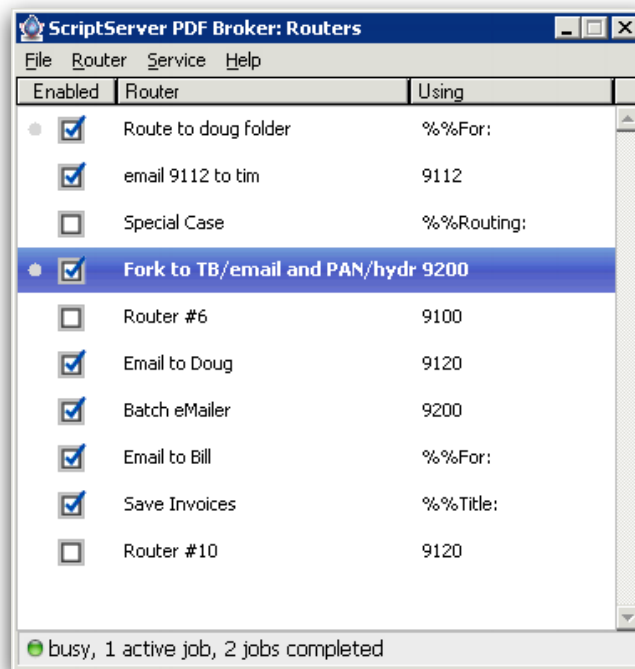 ScriptServer PDF Broker: Routers
File Router Service Help
Enabled Router Using
Route to doug folder %%For:
email 9112 to tim 9112
Special Case %%Routing:
Fork to TB/email and PAN/hydr 9200
Router #6 9100
Email to Doug 9120
Batch eMailer 9200
Email to Bill %%For:
Save Invoices %%Title:
Router #10 9120
busy, 1 active job, 2 jobs completed